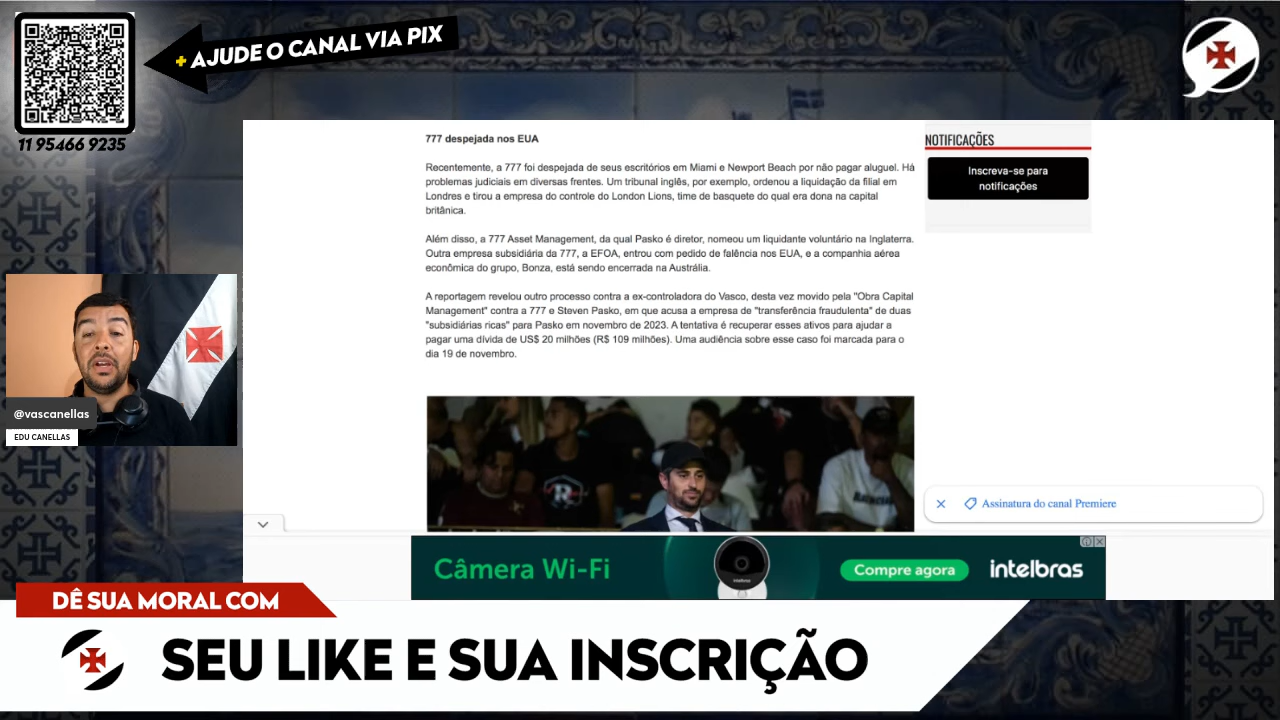 + AJUDE O CANAL VIA PIX
11 95466 9235
777 despejada nos EUA
Recentemente, a 777 foi despejada de seus escritórios em Miami e Newport Beach por não pagar aluguel. Há
problemas judiciais em diversas frentes. Um tribunal inglês, por exemplo, ordenou a liquidação da filial em
Londres e tirou a empresa do controle do London Lions, time de basquete do qual era dona na capital
britânica.
Além disso, a 777 Asset Management, da qual Pasko é diretor, nomeou um liquidante voluntário na Inglaterra.
Outra empresa subsidiária da 777, a EFOA, entrou com pedido de falência nos EUA, e a companhia aérea
econômica do grupo, Bonza, está sendo encerrada na Austrália.
A reportagem revelou outro processo contra a ex-controladora do Vasco, desta vez movido pela "Obra Capital
Management" contra a 777 e Steven Pasko, em que acusa a empresa de "transferência fraudulenta" de duas
"subsidiárias ricas" para Pasko em novembro de 2023. A tentativa é recuperar esses ativos para ajudar a
pagar uma dívida de US$ 20 milhões (R$ 109 milhões). Uma audiência sobre esse caso foi marcada para o
dia 19 de novembro.
NOTIFICAÇÕES
Inscreva-se para
notificações
Assinatura do canal Premiere
@vascanellas
EDU CANELLAS
Câmera Wi-Fi
Compre agora
intelbras
DÊ SUA MORAL COM
SEU LIKE E SUA INSCRIÇÃO